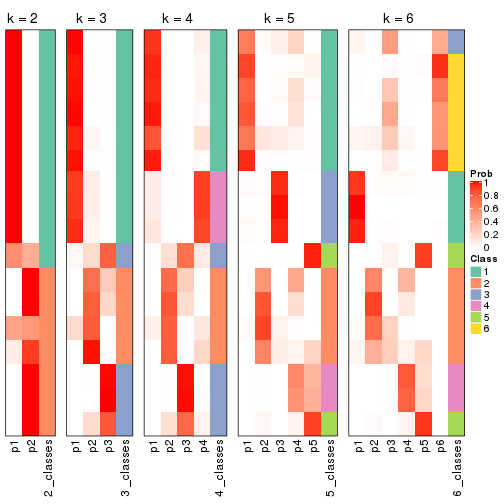 k = 2
k = 3
k = 4
k = 5
k = 6
Prob
1
0.8
0.6
0.4
0.2
0
Class
1
2
3
4
5
6
p1
p2
2_classes
p1
p2
p3
3_classes
p1
p2
p3
p4
4_classes
p1
p2
p3
p4
p5
5_classes
p1
p2
p3
p4
p5
p6
6_classes